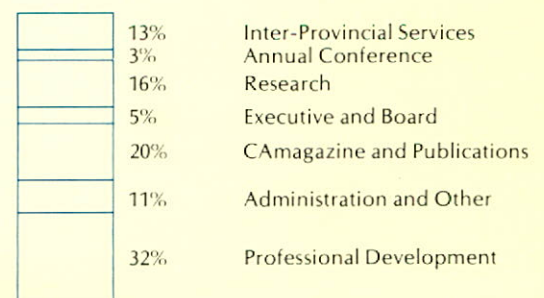 13% Inter-Provincial Services
3% Annual Conference
16% Research
5% Executive and Board
20% CAmagazine and Publications
11% Administration and Other
32% Professional Development